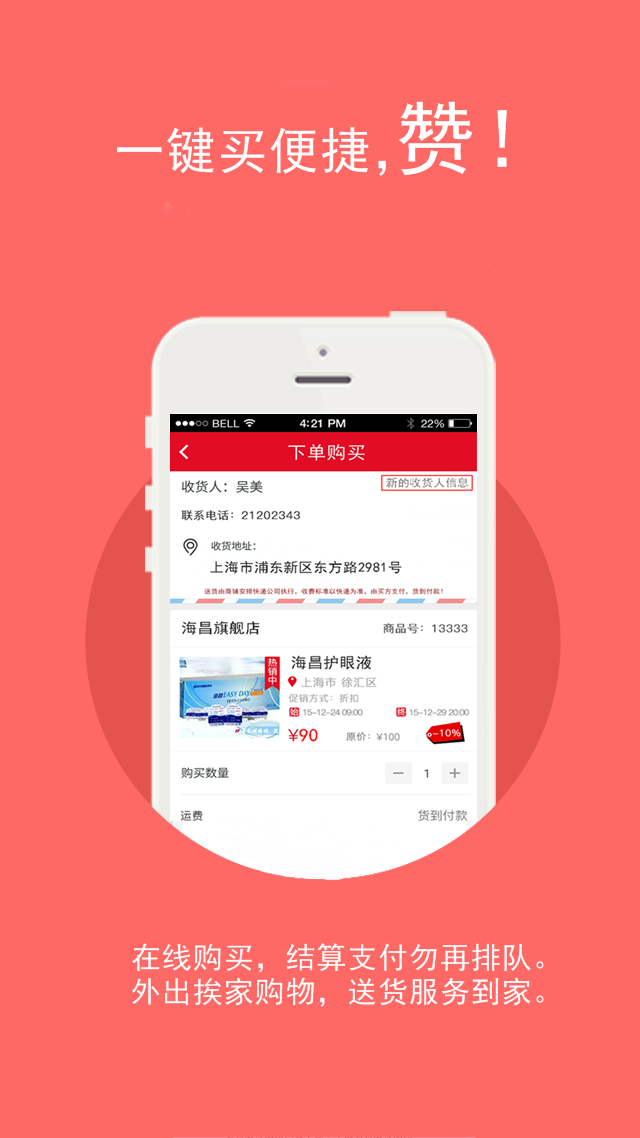 一键买便捷,赞!
BELL 4:21 PM 22%
下单购买
收货人：吴美 新的收货人信息
联系电话：21202343
收货地址：
上海市浦东新区东方路2981号
送货由商铺安排快递公司执行，收费标准以快递为准，由买方支付，货到付款！
海昌旗舰店 商品号：13333
热销中
海昌护眼液
EASY DAY
上海市 徐汇区
促销方式：折扣
始 15-12-24 09:00 终 15-12-29 20:00
¥90 原价：¥100 -10%
购买数量 － 1 ＋
运费 货到付款
在线购买，结算支付勿再排队。
外出挨家购物，送货服务到家。